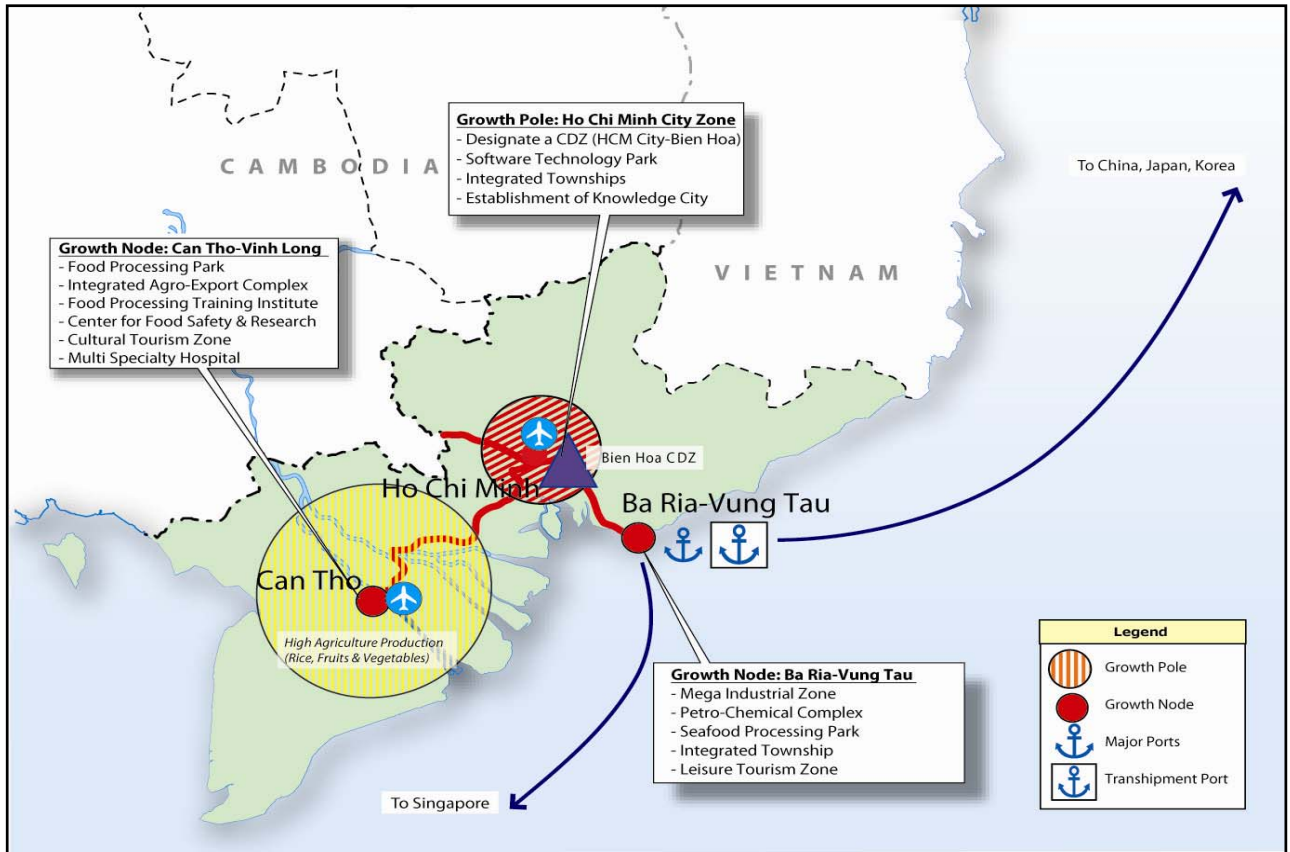 Growth Pole: Ho Chi Minh City Zone
- Designate a CDZ (HCM City-Bien Hoa)
- Software Technology Park
- Integrated Townships
- Establishment of Knowledge City
CAMBODIA
To China, Japan, Korea
Growth Node: Can Tho-Vinh Long
- Food Processing Park
- Integrated Agro-Export Complex
- Food Processing Training Institute
- Center for Food Safety & Research
- Cultural Tourism Zone
- Multi Specialty Hospital
VIETNAM
Bien Hoa CDZ
Ho Chi Minh
Ba Ria-Vung Tau
Can Tho
High Agriculture Production
(Rice, Fruits & Vegetables)
Growth Node: Ba Ria-Vung Tau
- Mega Industrial Zone
- Petro-Chemical Complex
- Seafood Processing Park
- Integrated Township
- Leisure Tourism Zone
To Singapore
Legend
Growth Pole
Growth Node
Major Ports
Transhipment Port